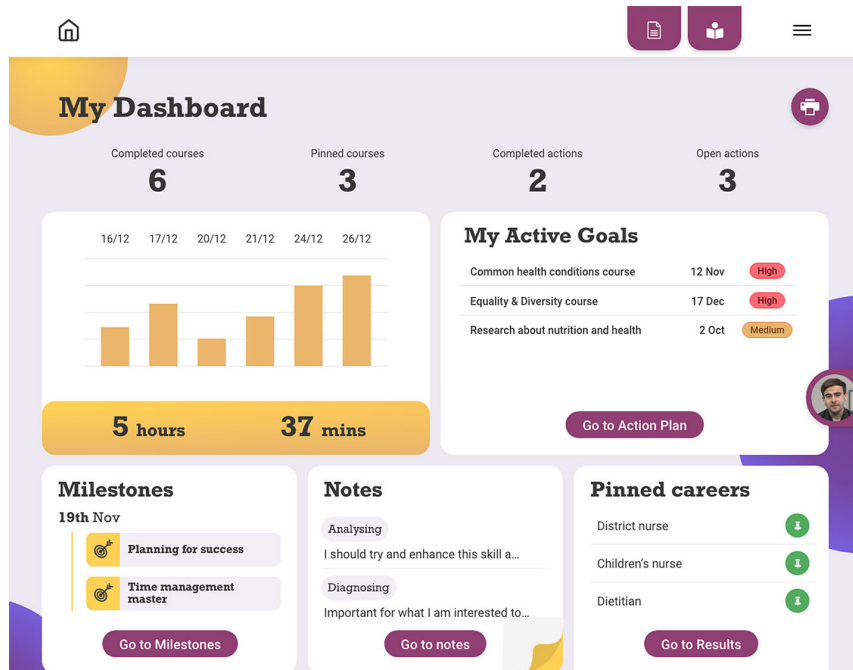 My Dashboard
Completed courses
6
Pinned courses
3
Completed actions
2
Open actions
3
16/12 17/12 20/12 21/12 24/12 26/12
5 hours 37 mins
My Active Goals
Common health conditions course 12 Nov High
Equality & Diversity course 17 Dec High
Research about nutrition and health 2 Oct Medium
Go to Action Plan
Milestones
19th Nov
Planning for success
Time management
master
Go to Milestones
Notes
Analysing
I should try and enhance this skill a...
Diagnosing
Important for what I am interested to...
Go to notes
Pinned careers
District nurse
Children's nurse
Dietitian
Go to Results